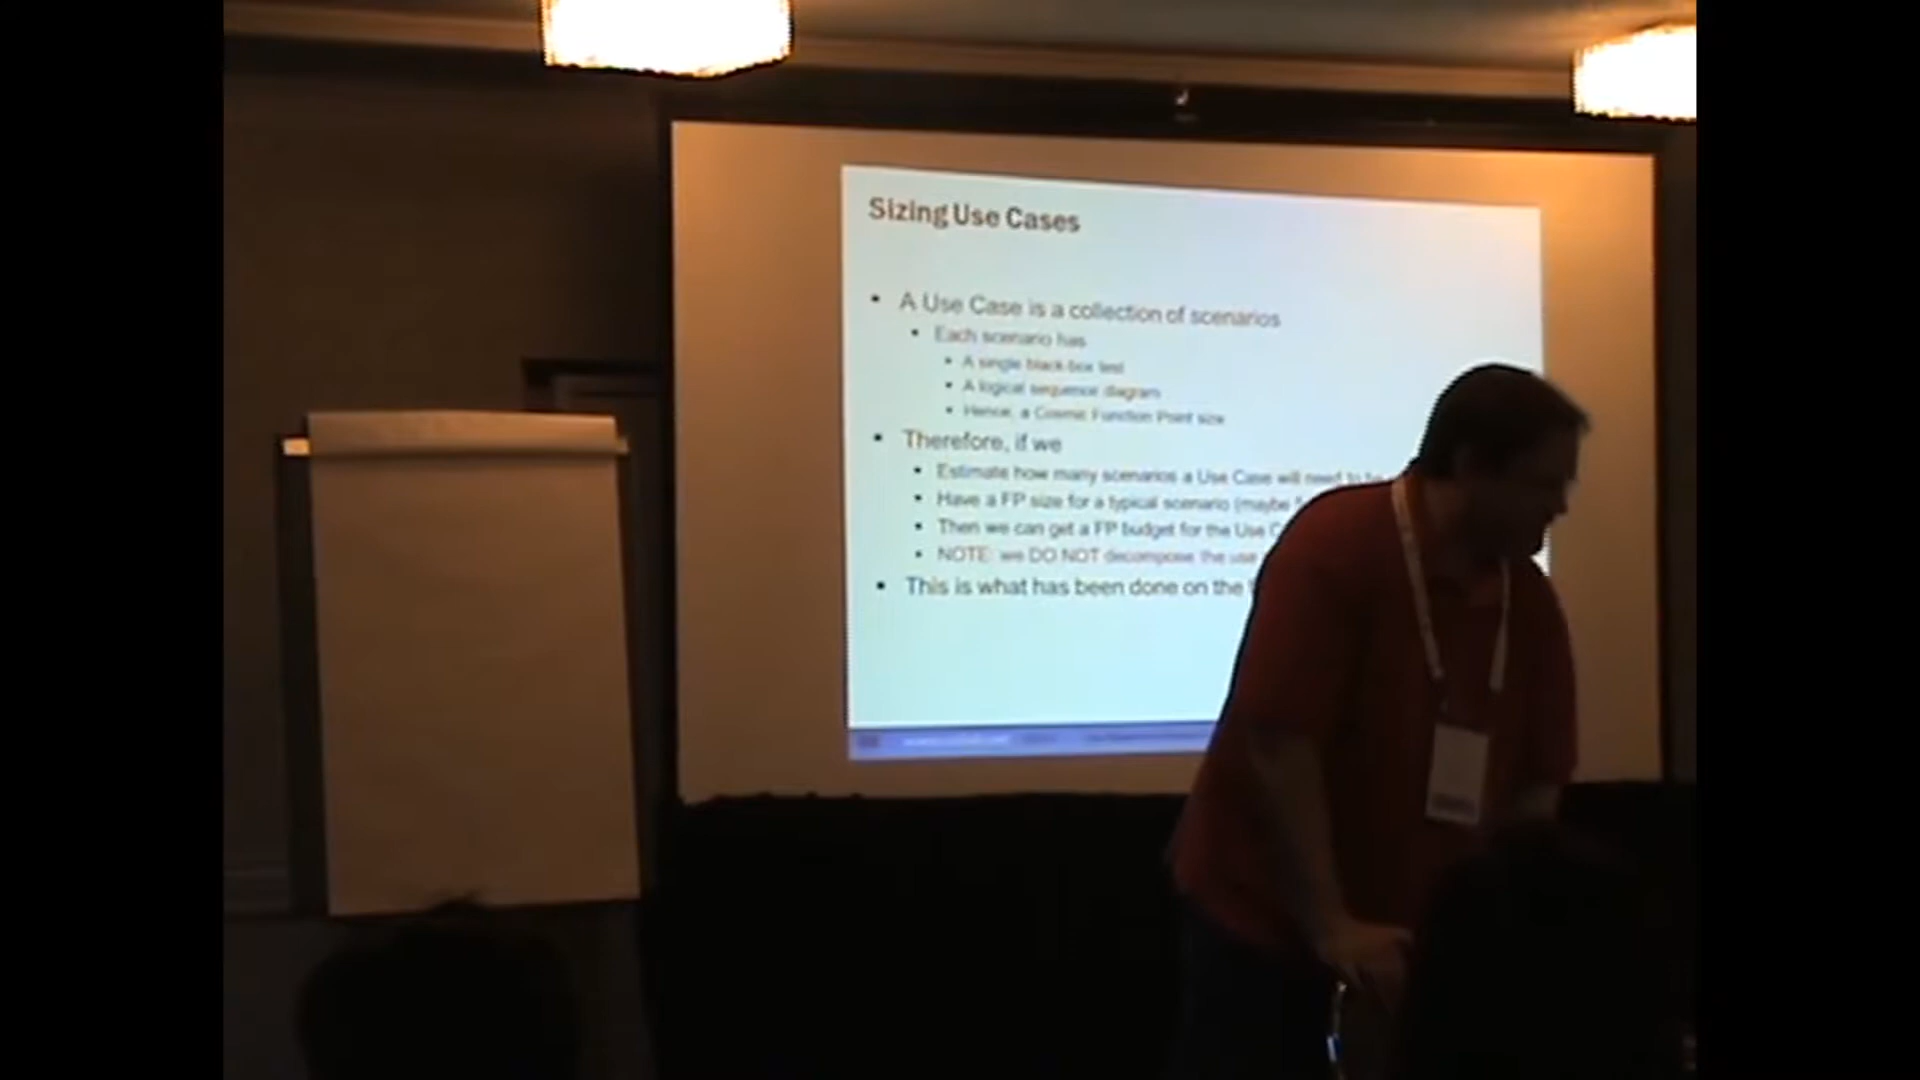 Sizing Use Cases
• A Use Case is a collection of scenarios
• Each scenario has
• A single black-box test
• A logical sequence diagram
• Hence, a Cosmic Function Point size
• Therefore, if we
• Estimate how many scenarios a Use Case will need to
• Have a FP size for a typical scenario (maybe
• Then we can get a FP budget for the Use
• NOTE: we DO NOT decompose the use
• This is what has been done on the